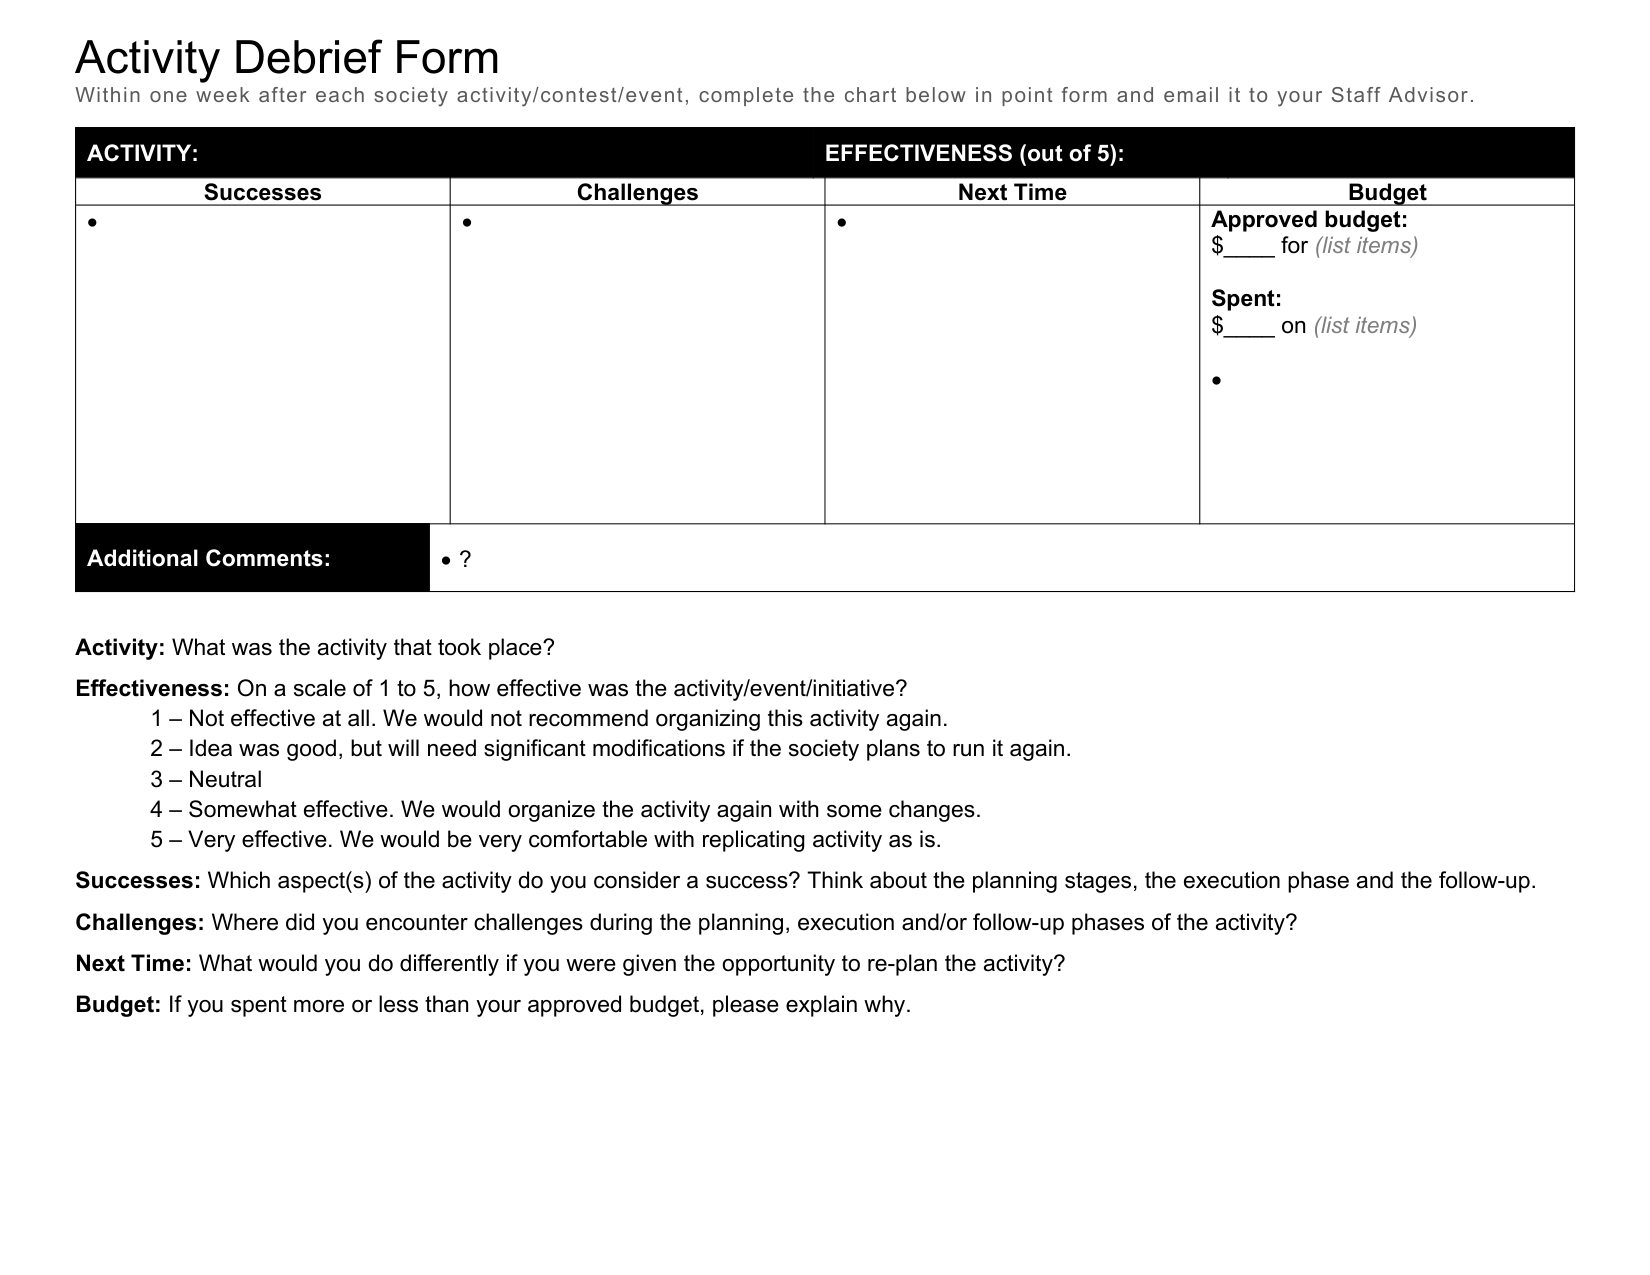 Activity Debrief Form
Within one week after each society activity/contest/event, complete the chart below in point form and email it to your Staff Advisor.
ACTIVITY: EFFECTIVENESS (out of 5):
Successes Challenges Next Time Budget
• • • Approved budget:
$____ for (list items)
Spent:
$____ on (list items)
•
Additional Comments: • ?
Activity: What was the activity that took place?
Effectiveness: On a scale of 1 to 5, how effective was the activity/event/initiative?
1 – Not effective at all. We would not recommend organizing this activity again.
2 – Idea was good, but will need significant modifications if the society plans to run it again.
3 – Neutral
4 – Somewhat effective. We would organize the activity again with some changes.
5 – Very effective. We would be very comfortable with replicating activity as is.
Successes: Which aspect(s) of the activity do you consider a success? Think about the planning stages, the execution phase and the follow-up.
Challenges: Where did you encounter challenges during the planning, execution and/or follow-up phases of the activity?
Next Time: What would you do differently if you were given the opportunity to re-plan the activity?
Budget: If you spent more or less than your approved budget, please explain why.